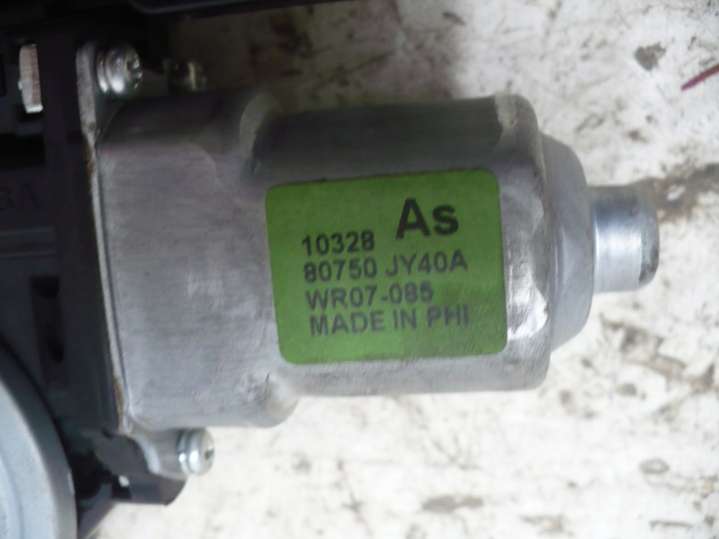 As
10328
80750 JY40A
WR07-085
MADE IN PHI